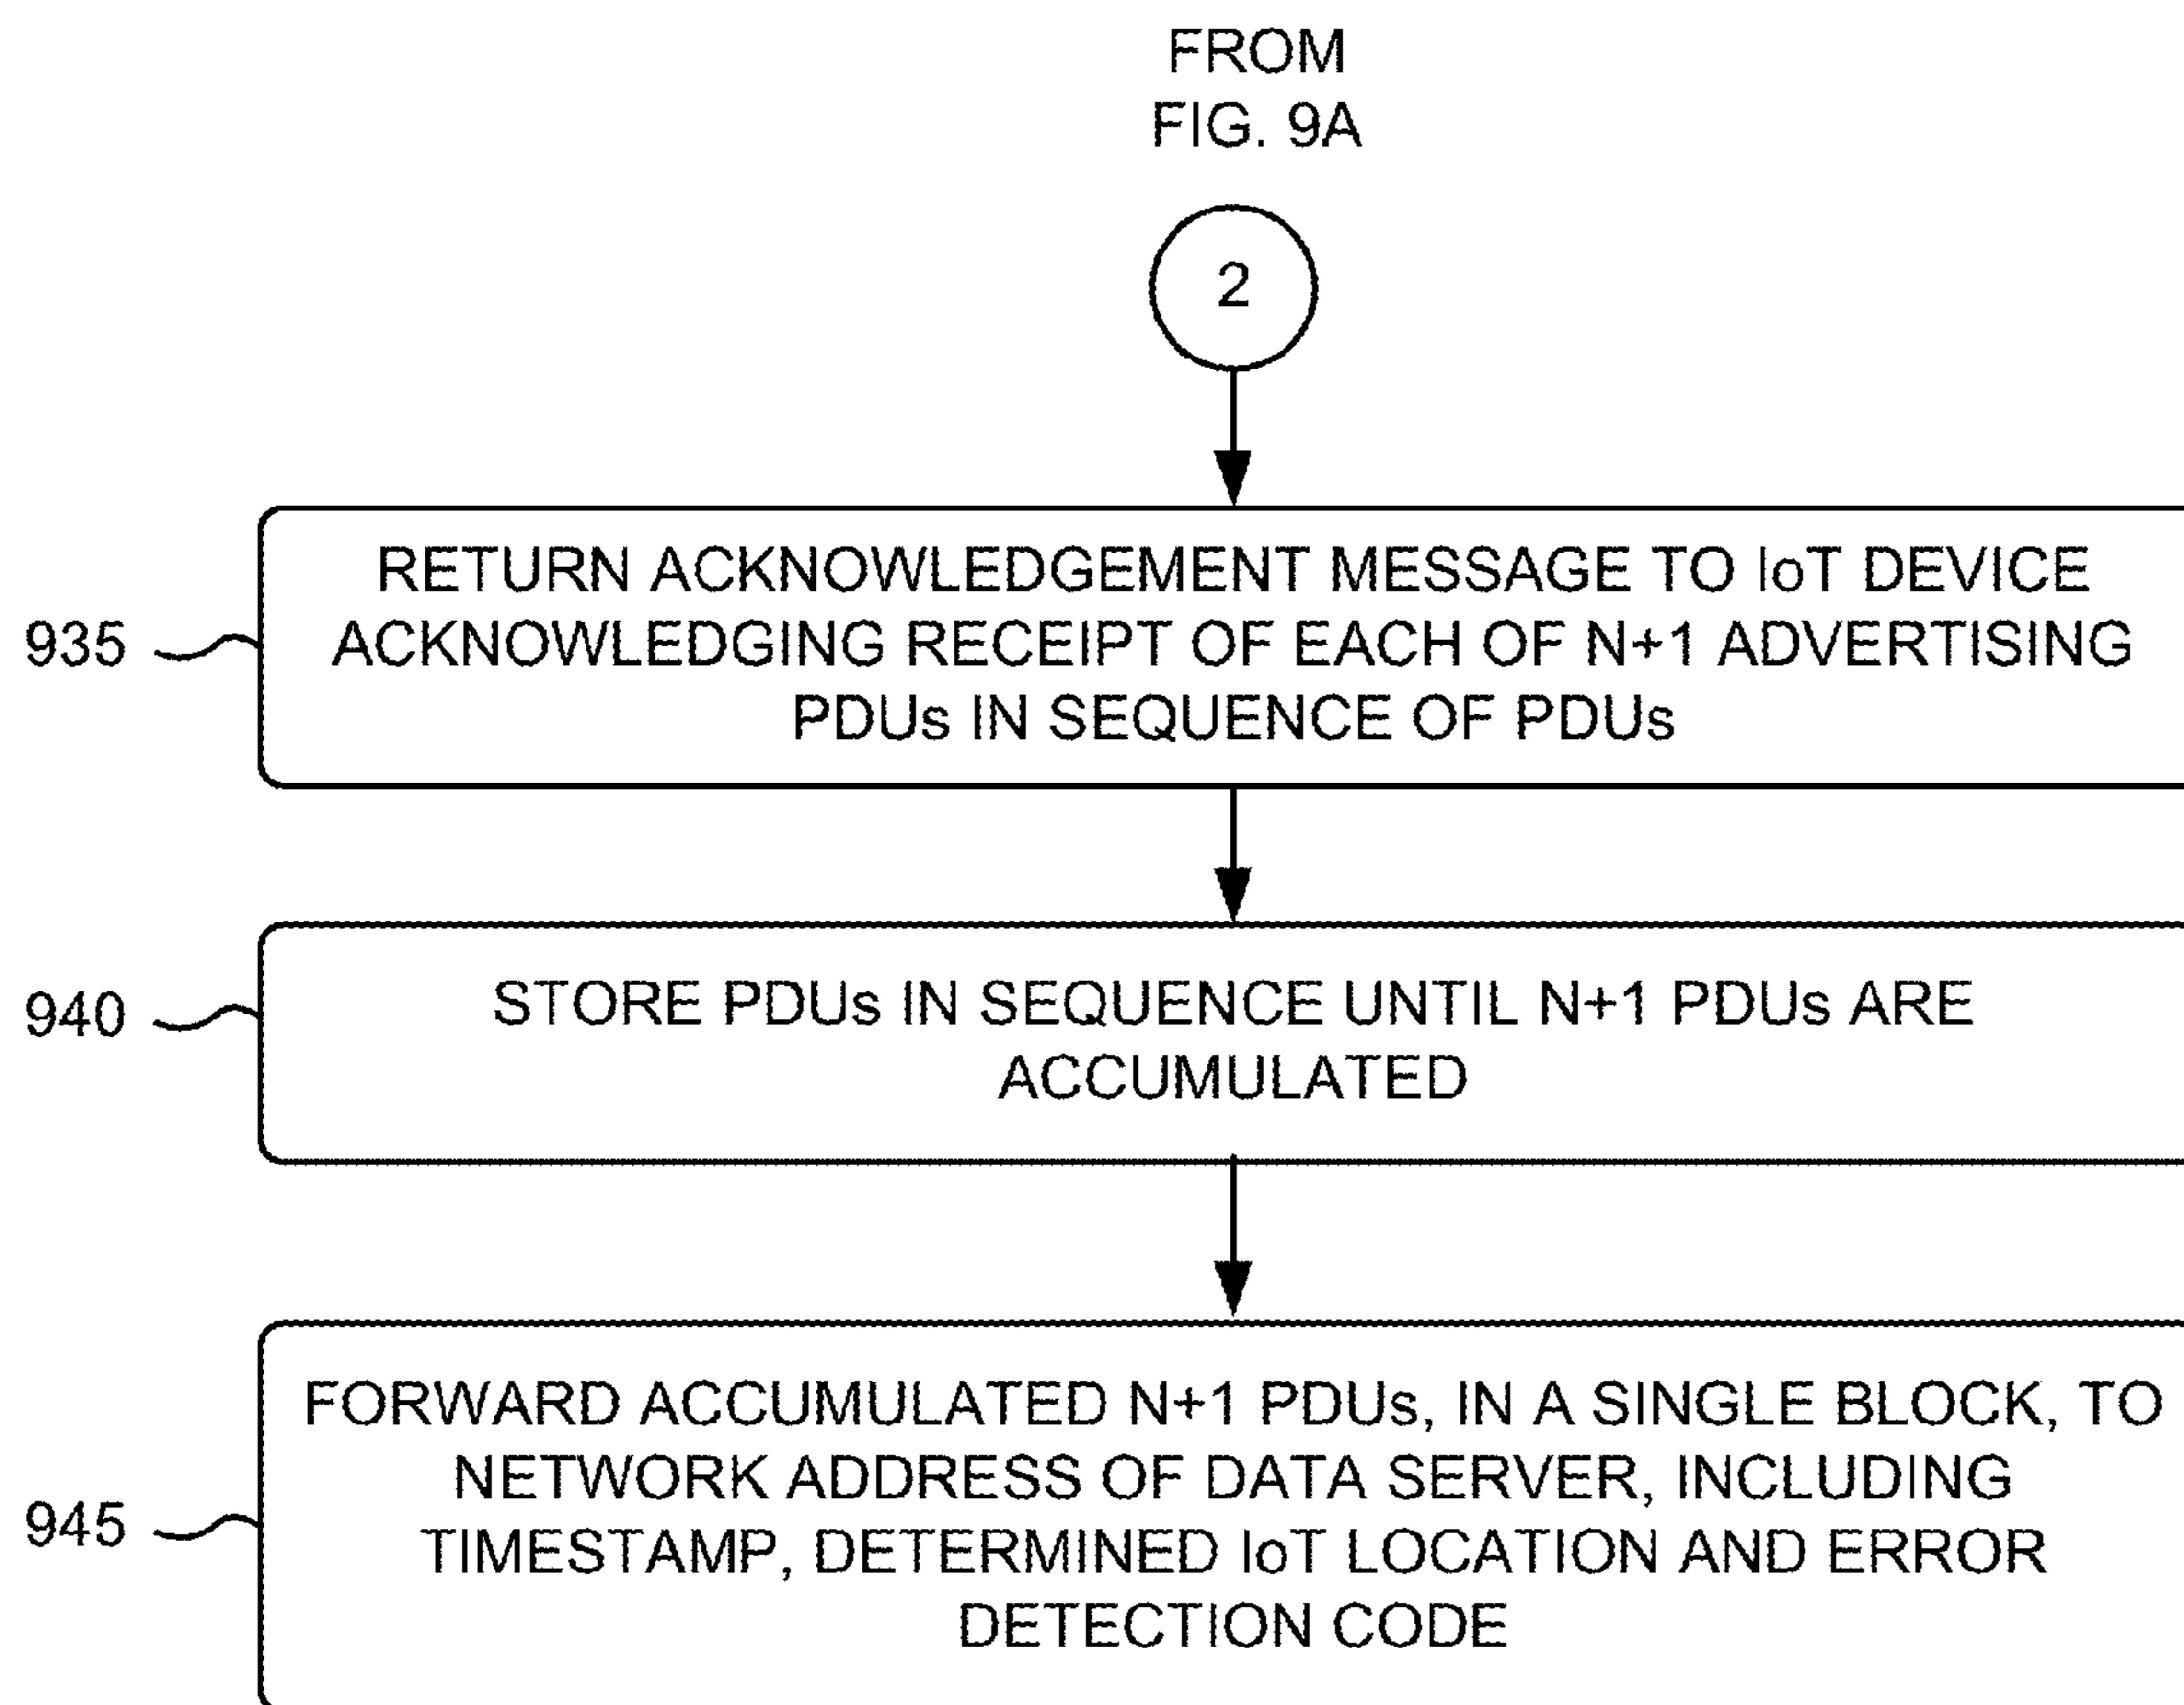 FROM
FIG. 9A
2
935
RETURN ACKNOWLEDGEMENT MESSAGE TO IoT DEVICE
ACKNOWLEDGING RECEIPT OF EACH OF N+1 ADVERTISING
PDUs IN SEQUENCE OF PDUs
940
STORE PDUs IN SEQUENCE UNTIL N+1 PDUs ARE
ACCUMULATED
945
FORWARD ACCUMULATED N+1 PDUs, IN A SINGLE BLOCK, TO
NETWORK ADDRESS OF DATA SERVER, INCLUDING
TIMESTAMP, DETERMINED IoT LOCATION AND ERROR
DETECTION CODE